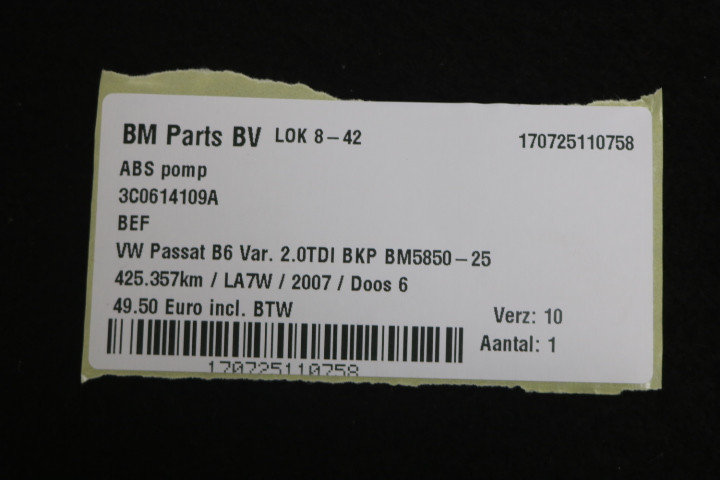 BM Parts BV LOK 8-42 170725110758
ABS pomp
3C0614109A
BEF
VW Passat B6 Var. 2.0TDI BKP BM5850-25
425.357km / LA7W / 2007 / Doos 6
49.50 Euro incl. BTW
Verz: 10
Aantal: 1
170725110758